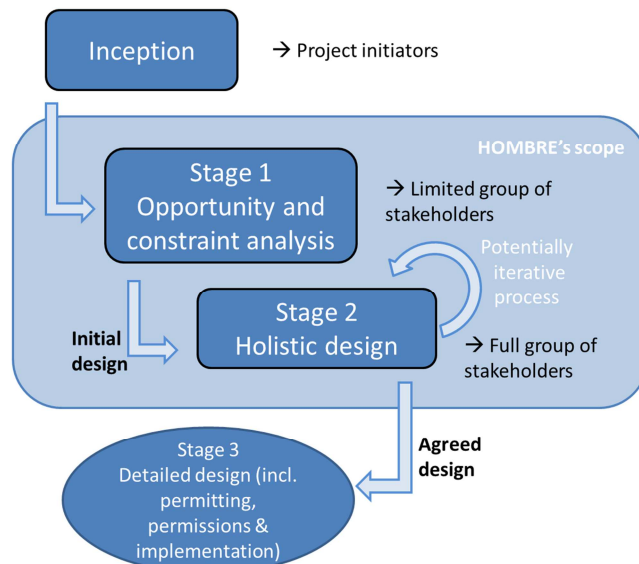 Inception
→ Project initiators
HOMBRE's scope
Stage 1
Opportunity and
constraint analysis
→ Limited group of
stakeholders
Potentially
iterative
process
Stage 2
Holistic design
Initial
design
→ Full group of
stakeholders
Agreed
design
Stage 3
Detailed design (incl.
permitting,
permissions &
implementation)